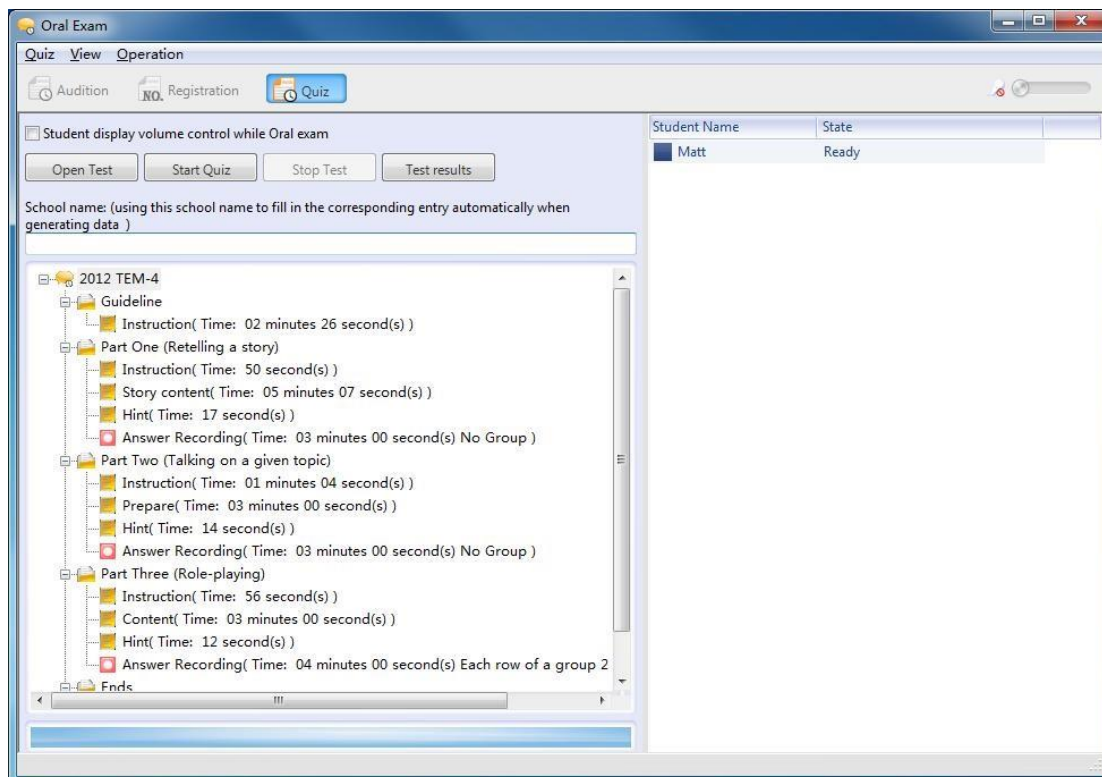 Oral Exam
Quiz View Operation
Audition NO. Registration Quiz
Student display volume control while Oral exam
Open Test Start Quiz Stop Test Test results
School name: (using this school name to fill in the corresponding entry automatically when
generating data )
2012 TEM-4
Guideline
Instruction( Time: 02 minutes 26 second(s) )
Part One (Retelling a story)
Instruction( Time: 50 second(s) )
Story content( Time: 05 minutes 07 second(s) )
Hint( Time: 17 second(s) )
Answer Recording( Time: 03 minutes 00 second(s) No Group )
Part Two (Talking on a given topic)
Instruction( Time: 01 minutes 04 second(s) )
Prepare( Time: 03 minutes 00 second(s) )
Hint( Time: 14 second(s) )
Answer Recording( Time: 03 minutes 00 second(s) No Group )
Part Three (Role-playing)
Instruction( Time: 56 second(s) )
Content( Time: 03 minutes 00 second(s) )
Hint( Time: 12 second(s) )
Answer Recording( Time: 04 minutes 00 second(s) Each row of a group 2
Ends
Student Name State
Matt Ready